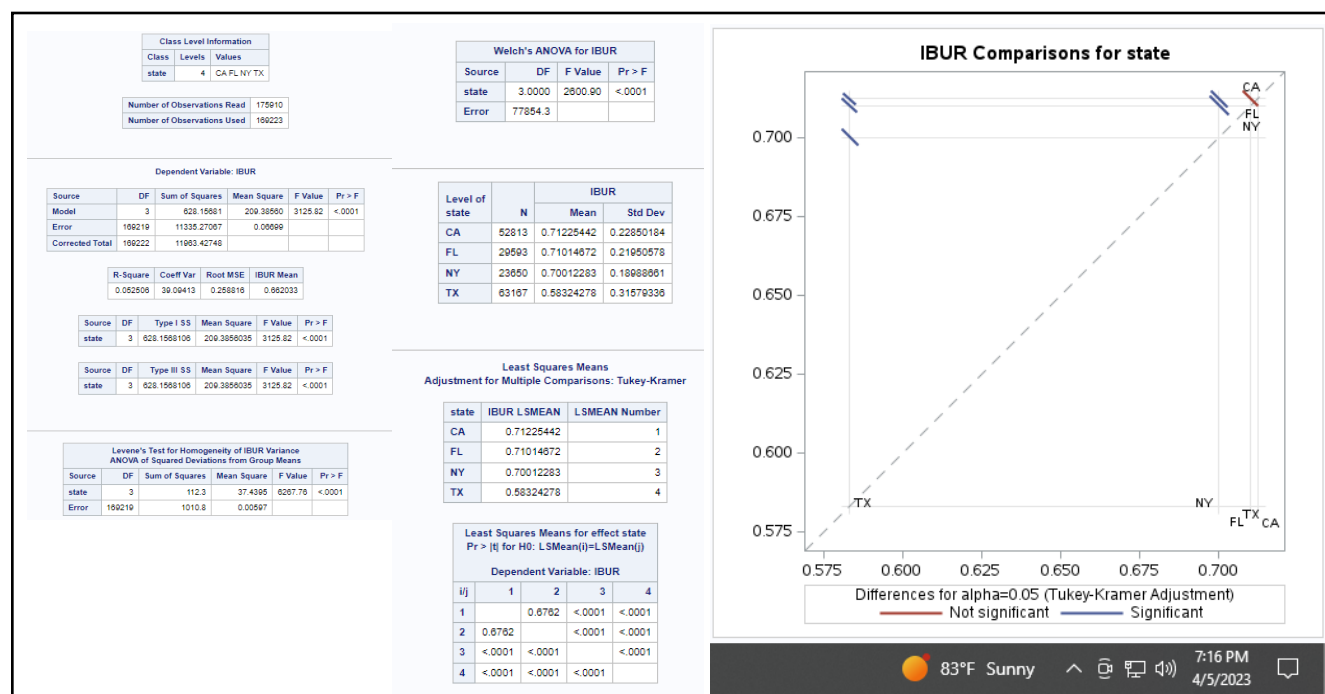 Class Level Information
Class Levels Values
state 4 CA FL NY TX
Number of Observations Read 175910
Number of Observations Used 169223
Dependent Variable: IBUR
Source DF Sum of Squares Mean Square F Value Pr > F
Model 3 628.15681 209.38560 3125.82 <.0001
Error 169219 11335.27067 0.06699
Corrected Total 169222 11963.42748
R-Square Coeff Var Root MSE IBUR Mean
0.052506 39.09413 0.258816 0.662033
Source DF Type I SS Mean Square F Value Pr > F
state 3 628.1568106 209.3856035 3125.82 <.0001
Source DF Type III SS Mean Square F Value Pr > F
state 3 628.1568106 209.3856035 3125.82 <.0001
Levene's Test for Homogeneity of IBUR Variance
ANOVA of Squared Deviations from Group Means
Source DF Sum of Squares Mean Square F Value Pr > F
state 3 112.3 37.4395 6267.76 <.0001
Error 169219 1010.8 0.00597
Welch's ANOVA for IBUR
Source DF F Value Pr > F
state 3.0000 2600.90 <.0001
Error 77854.3
Level of
state N IBUR
Mean Std Dev
CA 52813 0.71225442 0.22850184
FL 29593 0.71014672 0.21950578
NY 23650 0.70012283 0.18988661
TX 63167 0.58324278 0.31579336
Least Squares Means
Adjustment for Multiple Comparisons: Tukey-Kramer
state IBUR LSMEAN LSMEAN Number
CA 0.71225442 1
FL 0.71014672 2
NY 0.70012283 3
TX 0.58324278 4
Least Squares Means for effect state
Pr > |t| for H0: LSMean(i)=LSMean(j)
Dependent Variable: IBUR
i/j 1 2 3 4
1 0.6762 <.0001 <.0001
2 0.6762 <.0001 <.0001
3 <.0001 <.0001 <.0001
4 <.0001 <.0001 <.0001
IBUR Comparisons for state
CA
FL
NY
0.700
0.675
0.650
0.625
0.600
0.575
TX
NY
FL
TX
CA
0.575 0.600 0.625 0.650 0.675 0.700
Differences for alpha=0.05 (Tukey-Kramer Adjustment)
Not significant Significant
83°F Sunny
7:16 PM
4/5/2023